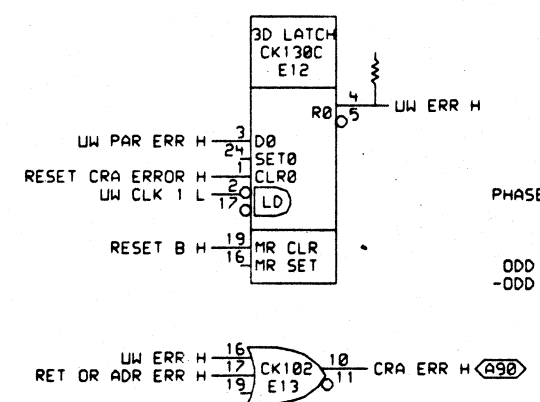 3D LATCH
CK130C
E12
4
R0 UW ERR H
5
3
UW PAR ERR H D0
24
SET0
1
RESET CRA ERROR H CLR0
2
UW CLK 1 L
17 LD
PHASE
19
RESET B H MR CLR
16
MR SET
ODD
-ODD
16
UW ERR H
17 CK102 10
RET OR ADR ERR H CRA ERR H A90
19 E13 11